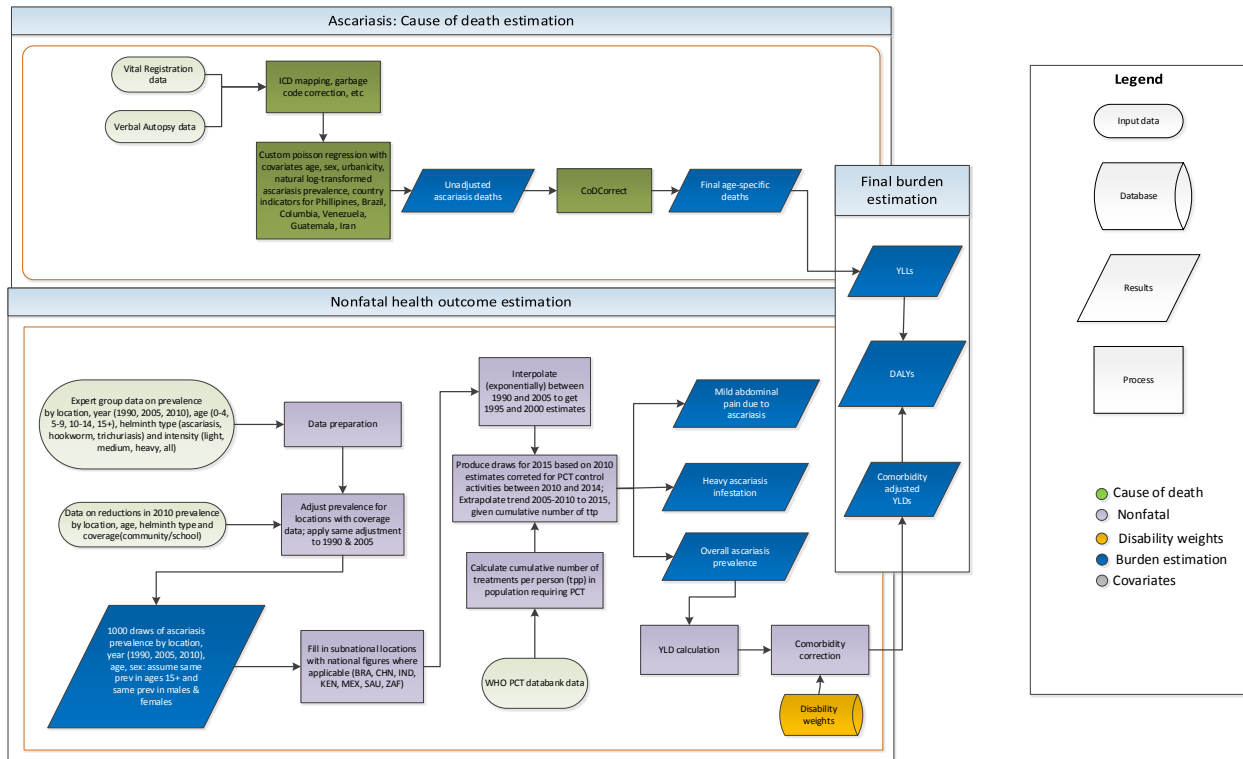 Ascariasis: Cause of death estimation
Vital Registration
data
Verbal Autopsy data
ICD mapping, garbage
code correction, etc
Custom poisson regression with
covariates age, sex, urbanicity,
natural log-transformed
ascariasis prevalence, country
indicators for Phillipines, Brazil,
Columbia, Venezuela,
Guatemala, Iran
Unadjusted
ascariasis deaths
CoDCorrect
Final age-specific
deaths
Final burden
estimation
YLLs
DALYs
Comorbidity
adjusted
YLDs
Nonfatal health outcome estimation
Expert group data on prevalence
by location, year (1990, 2005, 2010), age (0-4,
5-9, 10-14, 15+), helminth type (ascariasis,
hookworm, trichuriasis) and intensity (light,
medium, heavy, all)
Data preparation
Data on reductions in 2010 prevalence
by location, age, helminth type and
coverage(community/school)
Adjust prevalence for
locations with coverage
data; apply same adjustment
to 1990 & 2005
1000 draws of ascariasis
prevalence by location,
year (1990, 2005, 2010),
age, sex: assume same
prev in ages 15+ and
same prev in males &
females
Fill in subnational locations
with national figures where
applicable (BRA, CHN, IND,
KEN, MEX, SAU, ZAF)
Interpolate
(exponentially) between
1990 and 2005 to get
1995 and 2000 estimates
Produce draws for 2015 based on 2010
estimates correted for PCT control
activities between 2010 and 2014;
Extrapolate trend 2005-2010 to 2015,
given cumulative number of ttp
Calculate cumulative number of
treatments per person (tpp) in
population requiring PCT
WHO PCT databank data
Mild abdominal
pain due to
ascariasis
Heavy ascariasis
infestation
Overall ascariasis
prevalence
YLD calculation
Comorbidity
correction
Disability
weights
Legend
Input data
Database
Results
Process
Cause of death
Nonfatal
Disability weights
Burden estimation
Covariates